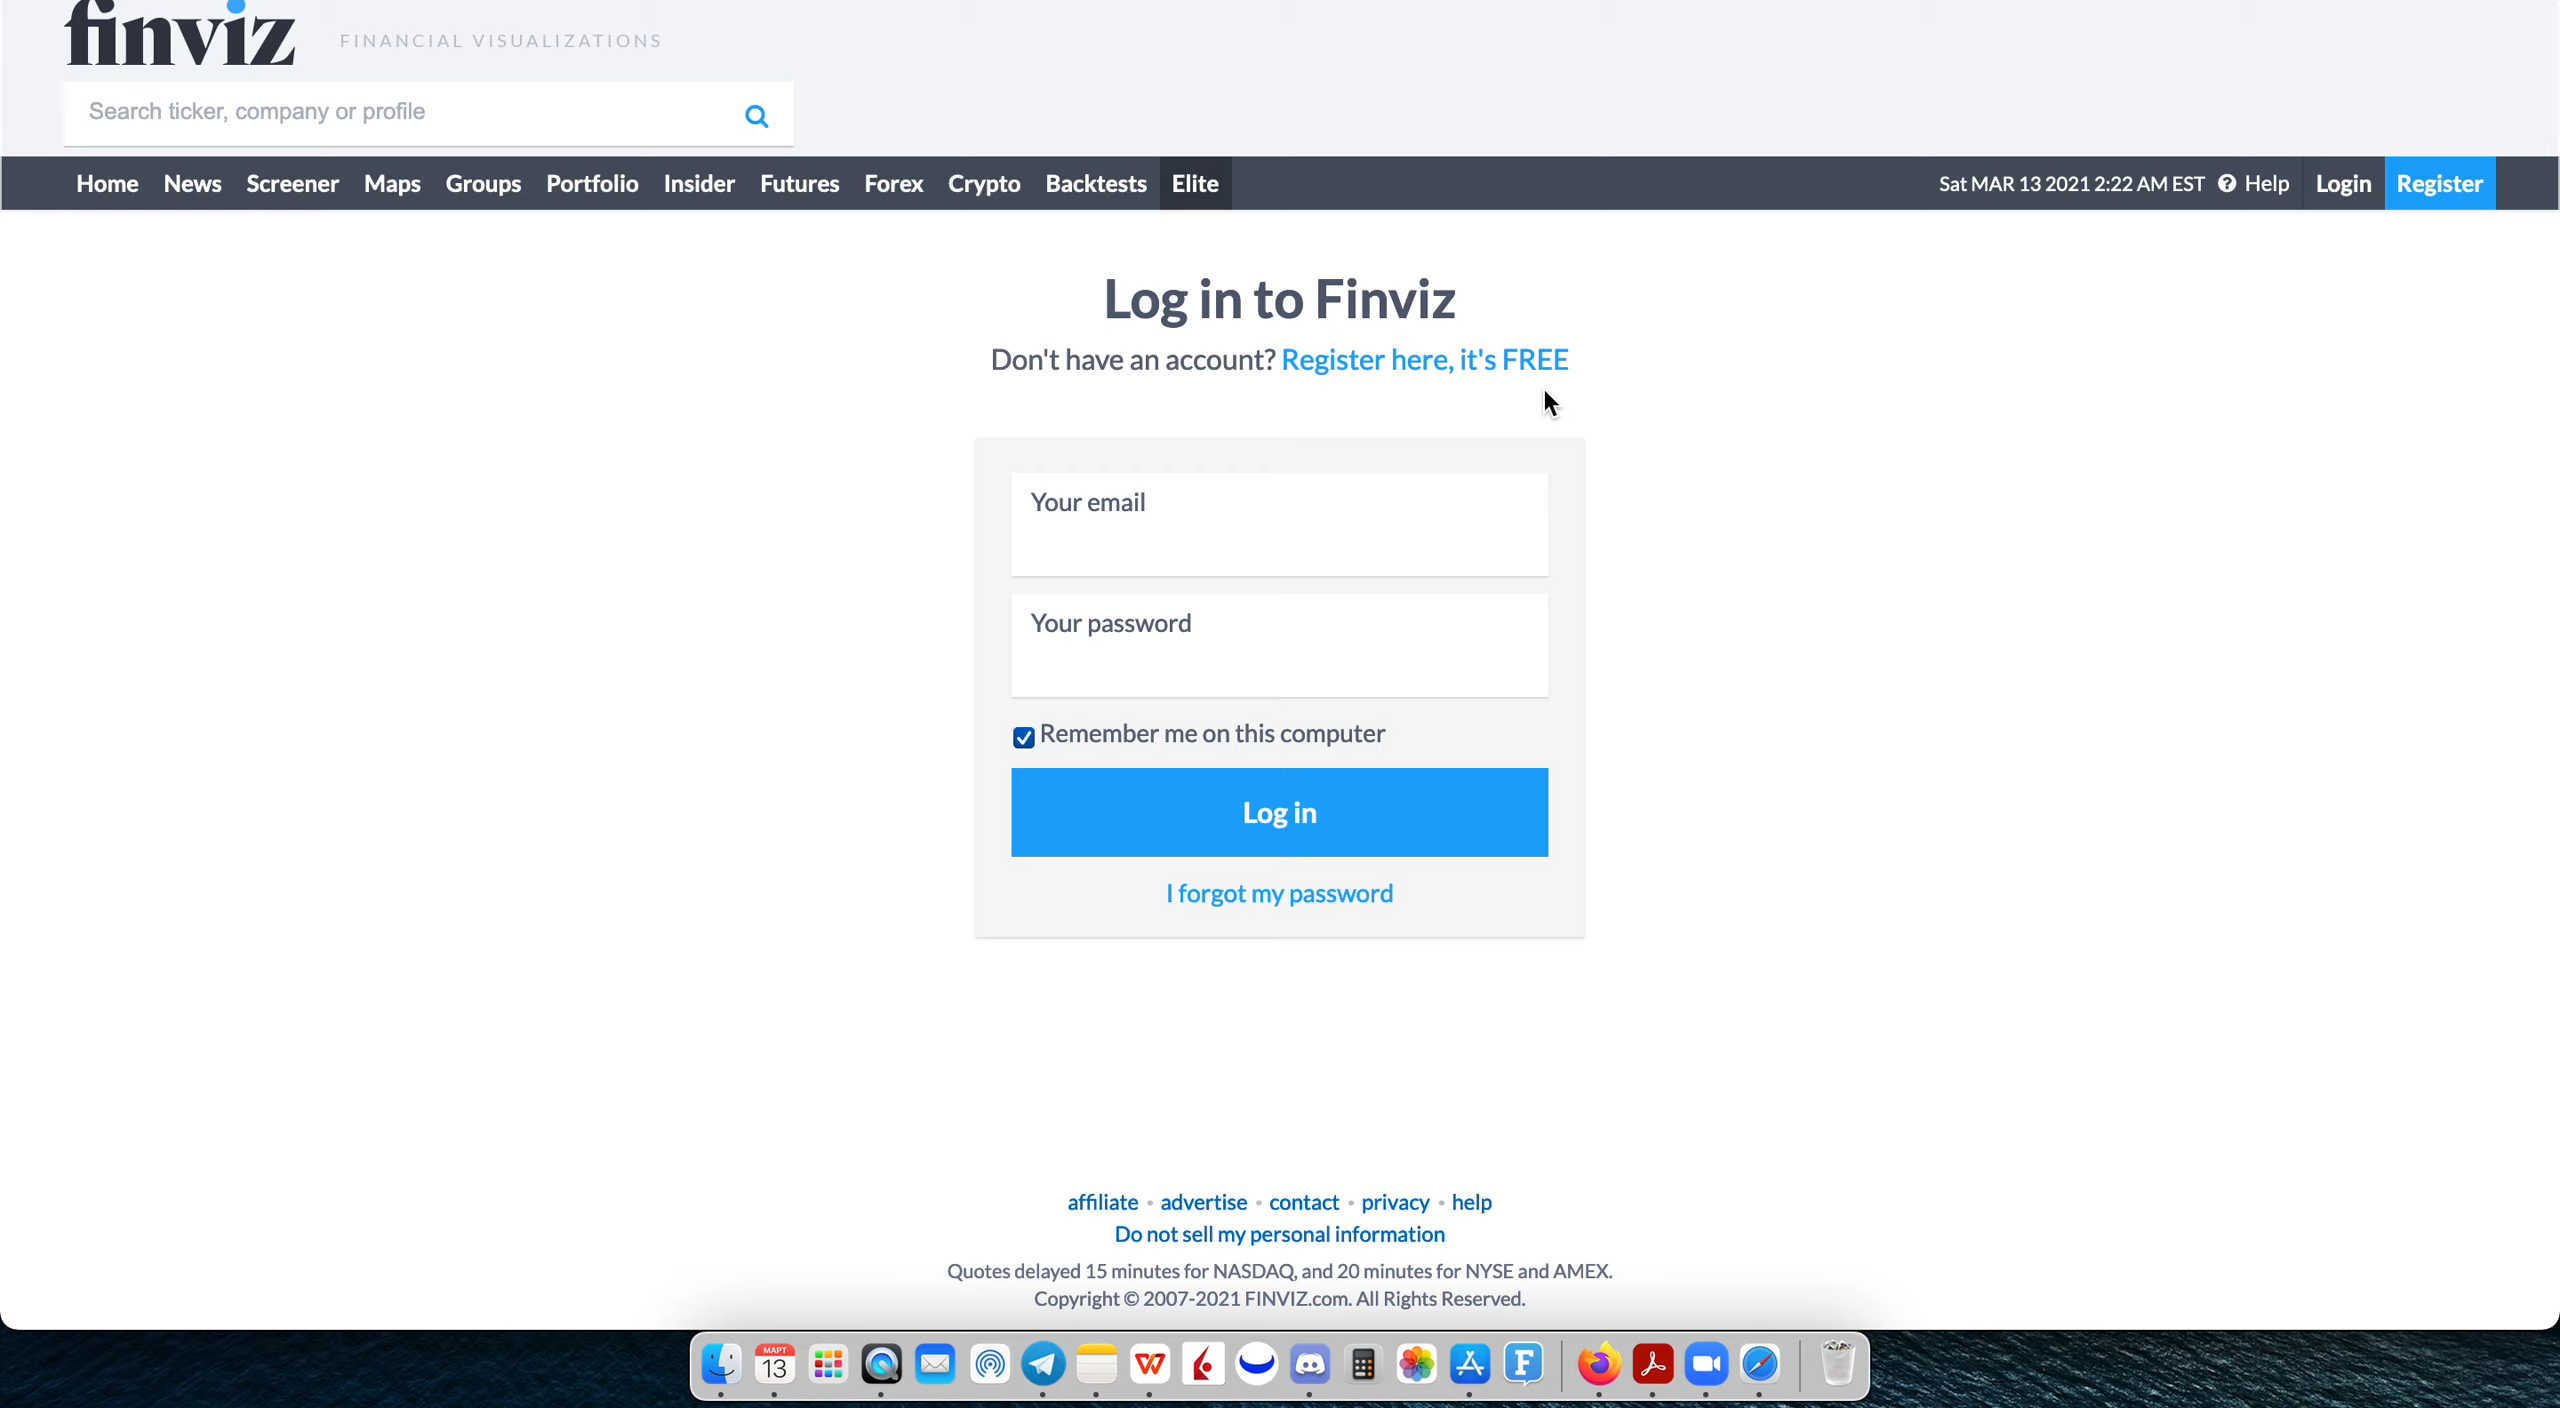 finviz FINANCIAL VISUALIZATIONS
Search ticker, company or profile
Home News Screener Maps Groups Portfolio Insider Futures Forex Crypto Backtests Elite Sat MAR 13 2021 2:22 AM EST Help Login Register
Log in to Finviz
Don't have an account? Register here, it's FREE
Your email
Your password
Remember me on this computer
Log in
I forgot my password
affiliate • advertise • contact • privacy • help
Do not sell my personal information
Quotes delayed 15 minutes for NASDAQ, and 20 minutes for NYSE and AMEX.
Copyright © 2007-2021 FINVIZ.com. All Rights Reserved.
МАРТ
13